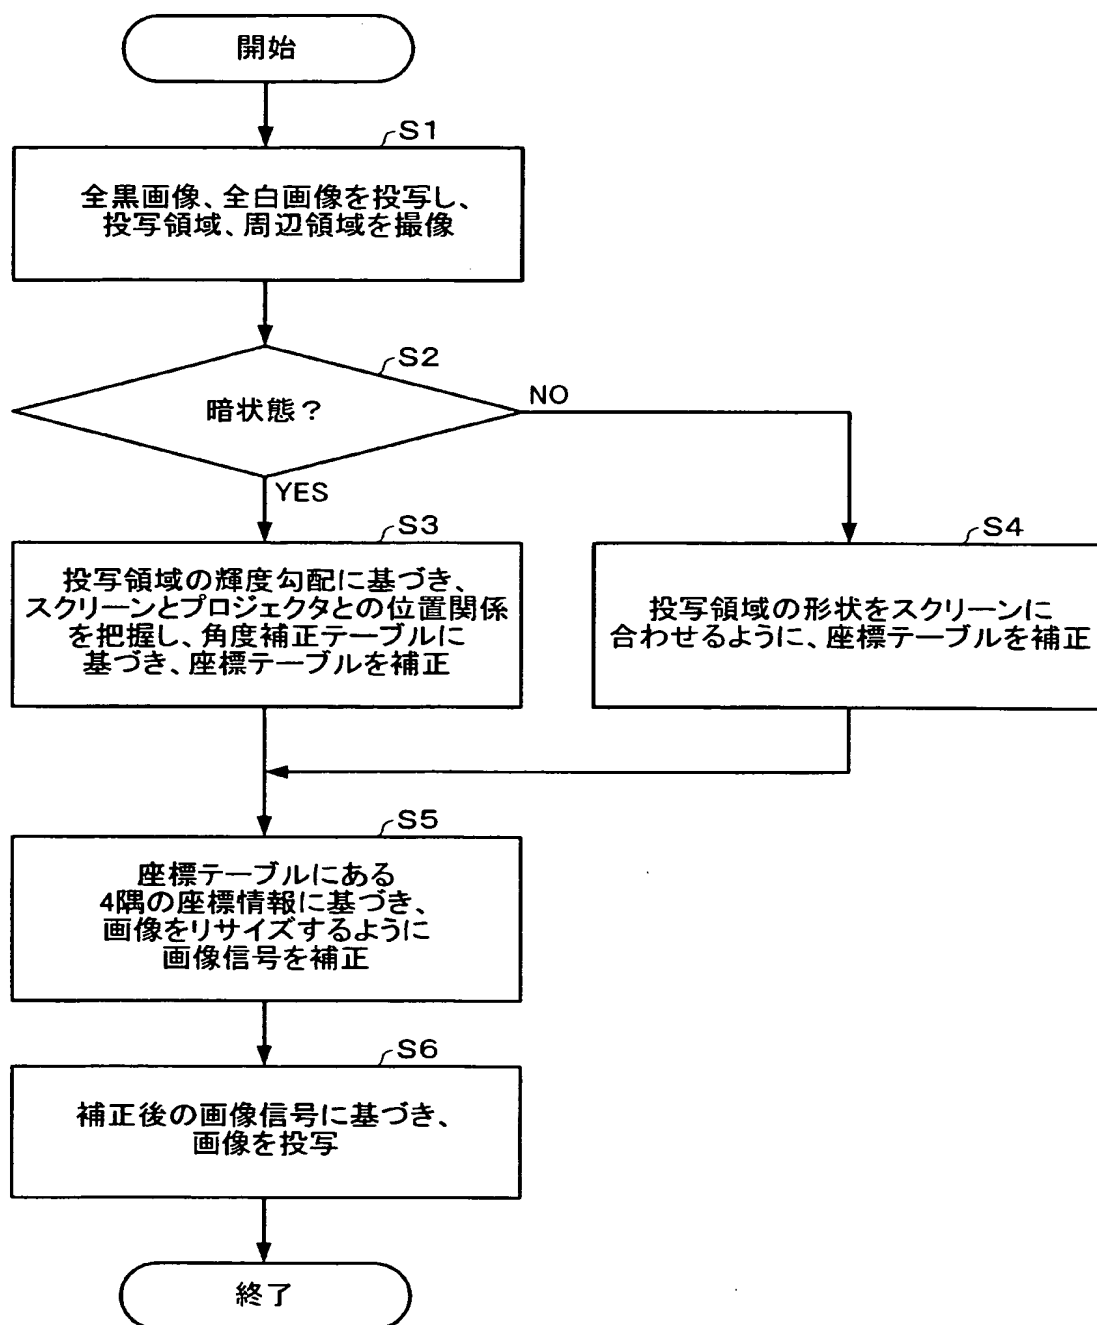 開始
S1
全黒画像、全白画像を投写し、
投写領域、周辺領域を撮像
S2
暗状態？
NO
YES
S3
投写領域の輝度勾配に基づき、
スクリーンとプロジェクタとの位置関係
を把握し、角度補正テーブルに
基づき、座標テーブルを補正
S4
投写領域の形状をスクリーンに
合わせるように、座標テーブルを補正
S5
座標テーブルにある
4隅の座標情報に基づき、
画像をリサイズするように
画像信号を補正
S6
補正後の画像信号に基づき、
画像を投写
終了